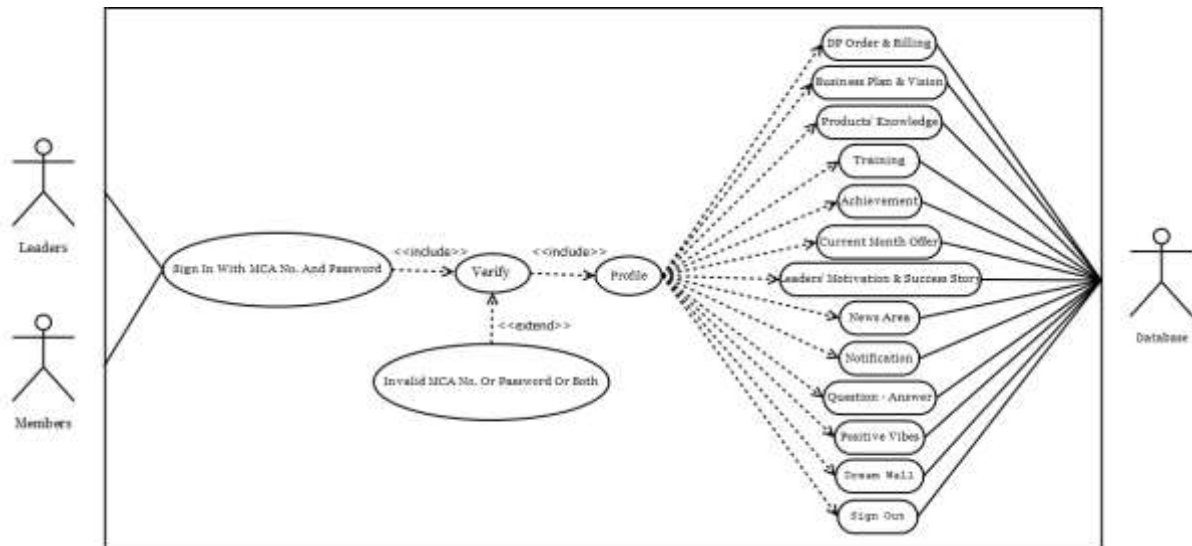 DP Order & Billing
Business Plan & Vision
Products' Knowledge
Training
Achievement
Leaders
<<include>>
<<include>>
Current Month Offer
Sign In With MCA No. And Password
Varify
Profile
Leaders' Motivation & Success Story
News Area
<<extend>>
Database
Notification
Invalid MCA No. Or Password Or Both
Question - Answer
Members
Positive Vibes
Dream Wall
Sign Out